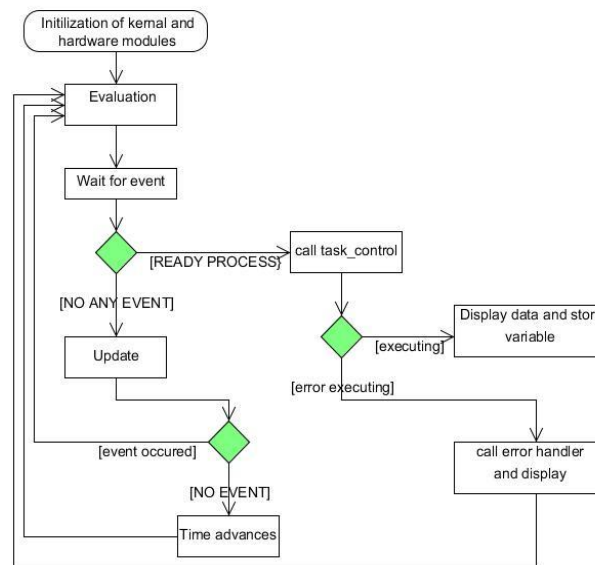 Initilization of kernal and
hardware modules
Evaluation
Wait for event
[READY PROCESS}
call task_control
[NO ANY EVENT]
Display data and stor
variable
[executing]
Update
[error executing]
[event occured]
call error handler
and display
[NO EVENT]
Time advances